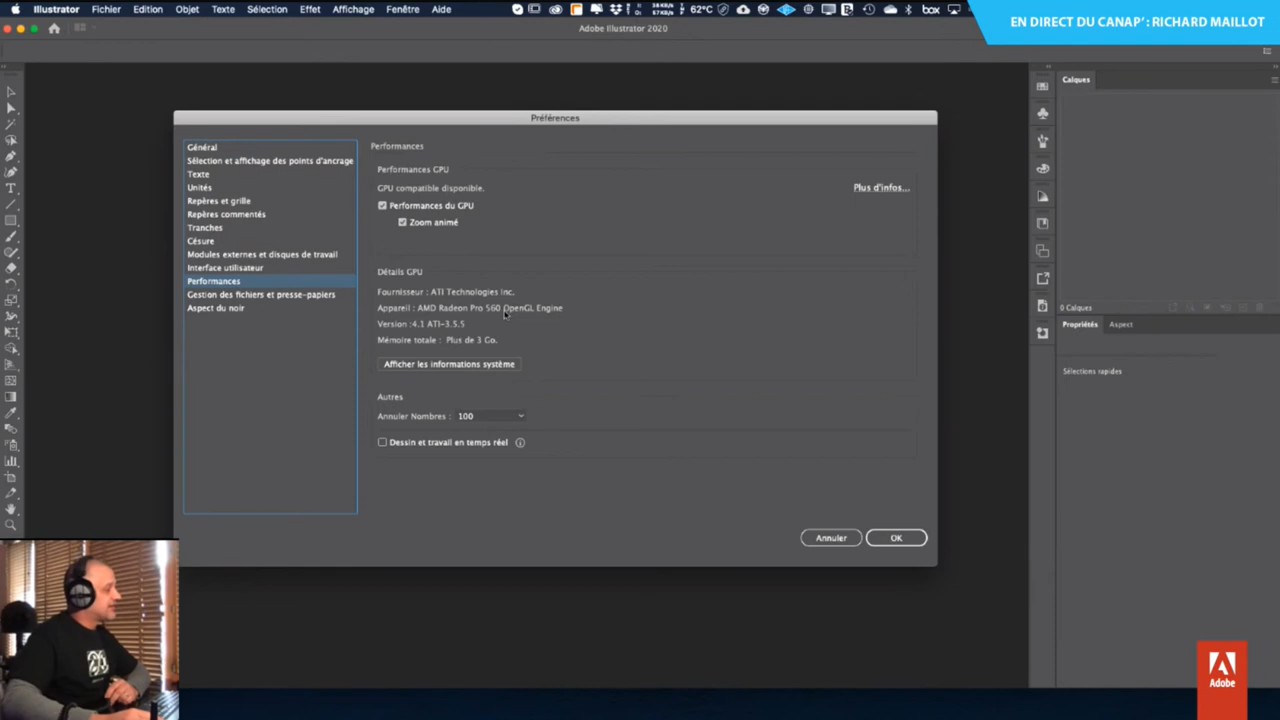 Illustrator Fichier Edition Objet Texte Sélection Effet Affichage Fenêtre Aide
62°C
box
EN DIRECT DU CANAP' : RICHARD MAILLOT
Adobe Illustrator 2020
Calques
Préférences
Général
Sélection et affichage des points d'ancrage
Texte
Unités
Repères et grille
Repères commentés
Tranches
Césure
Modules externes et disques de travail
Interface utilisateur
Performances
Gestion des fichiers et presse-papiers
Aspect du noir
Performances
Performances GPU
GPU compatible disponible.
Plus d'infos...
Performances du GPU
Zoom animé
Détails GPU
Fournisseur : ATI Technologies Inc.
Appareil : AMD Radeon Pro 560 OpenGL Engine
Version :4.1 ATI-3.5.5
Mémoire totale : Plus de 3 Go.
Afficher les informations système
Autres
Annuler Nombres : 100
Dessin et travail en temps réel
Annuler
OK
0 Calques
Propriétés
Aspect
Sélections rapides
Adobe